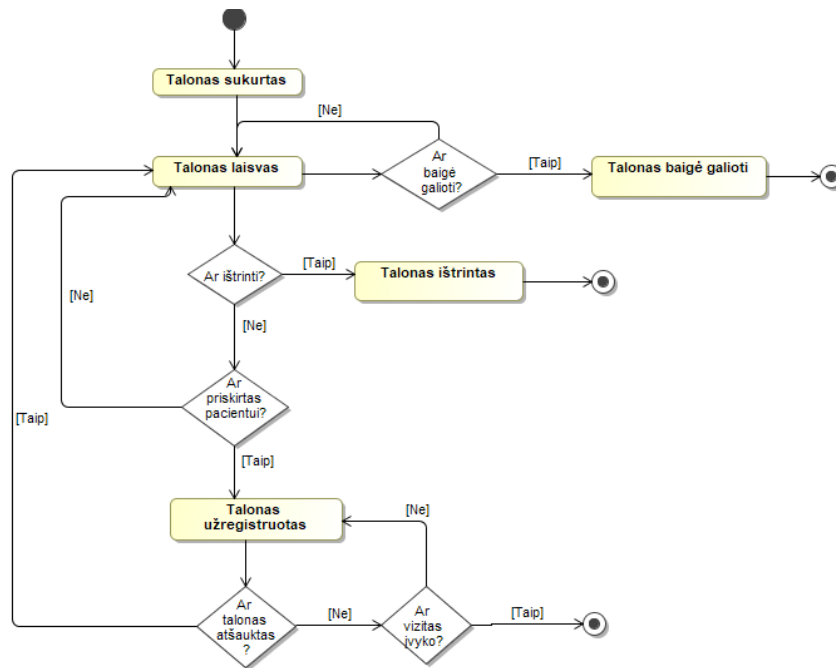 Talonas sukurtas
[Ne]
Talonas laisvas
Ar
baigė
galioti?
[Taip]
Talonas baigė galioti
Ar ištrinti?
[Taip]
Talonas ištrintas
[Ne]
[Ne]
Ar
priskirtas
pacientui?
[Taip]
[Taip]
Talonas
užregistruotas
[Ne]
Ar
talonas
atšauktas
?
[Ne]
Ar
vizitas
įvyko?
[Taip]